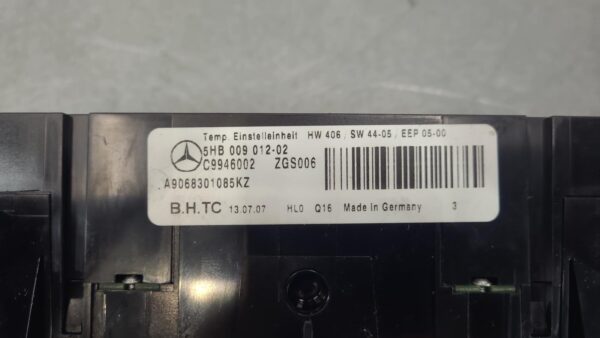 Temp. Einstelleinheit HW 406 , SW 44-05 , EEP 05-00
5HB 009 012-02
C9946002 ZGS006
A9068301085KZ
B.H.TC 13.07.07 HL0 Q16 Made in Germany 3